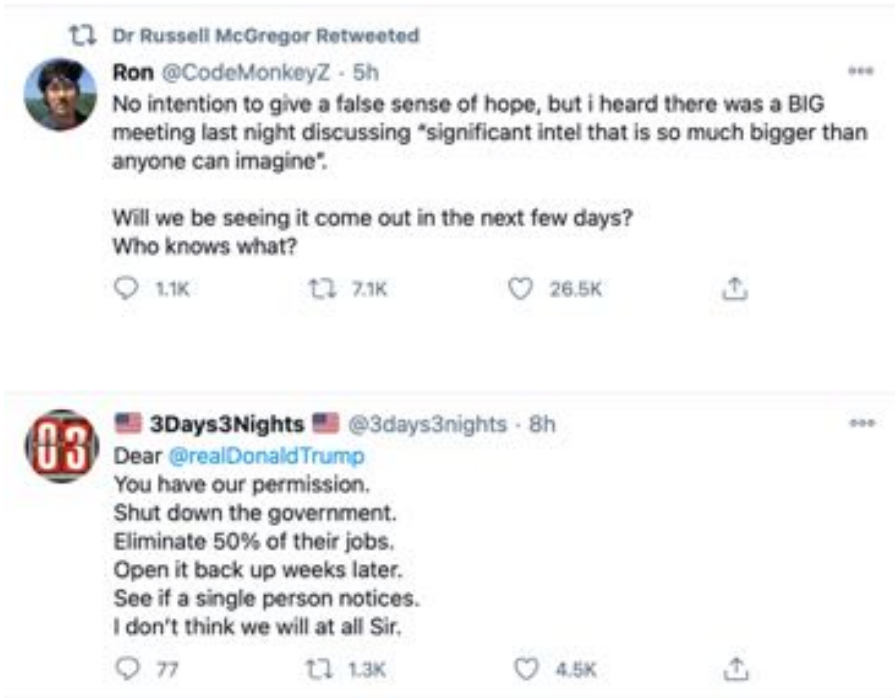 Dr Russell McGregor Retweeted
Ron @CodeMonkeyZ · 5h
No intention to give a false sense of hope, but i heard there was a BIG
meeting last night discussing "significant intel that is so much bigger than
anyone can imagine".
Will we be seeing it come out in the next few days?
Who knows what?
1.1K 7.1K 26.5K
03
3Days3Nights @3days3nights · 8h
Dear @realDonaldTrump
You have our permission.
Shut down the government.
Eliminate 50% of their jobs.
Open it back up weeks later.
See if a single person notices.
I don't think we will at all Sir.
77 1.3K 4.5K